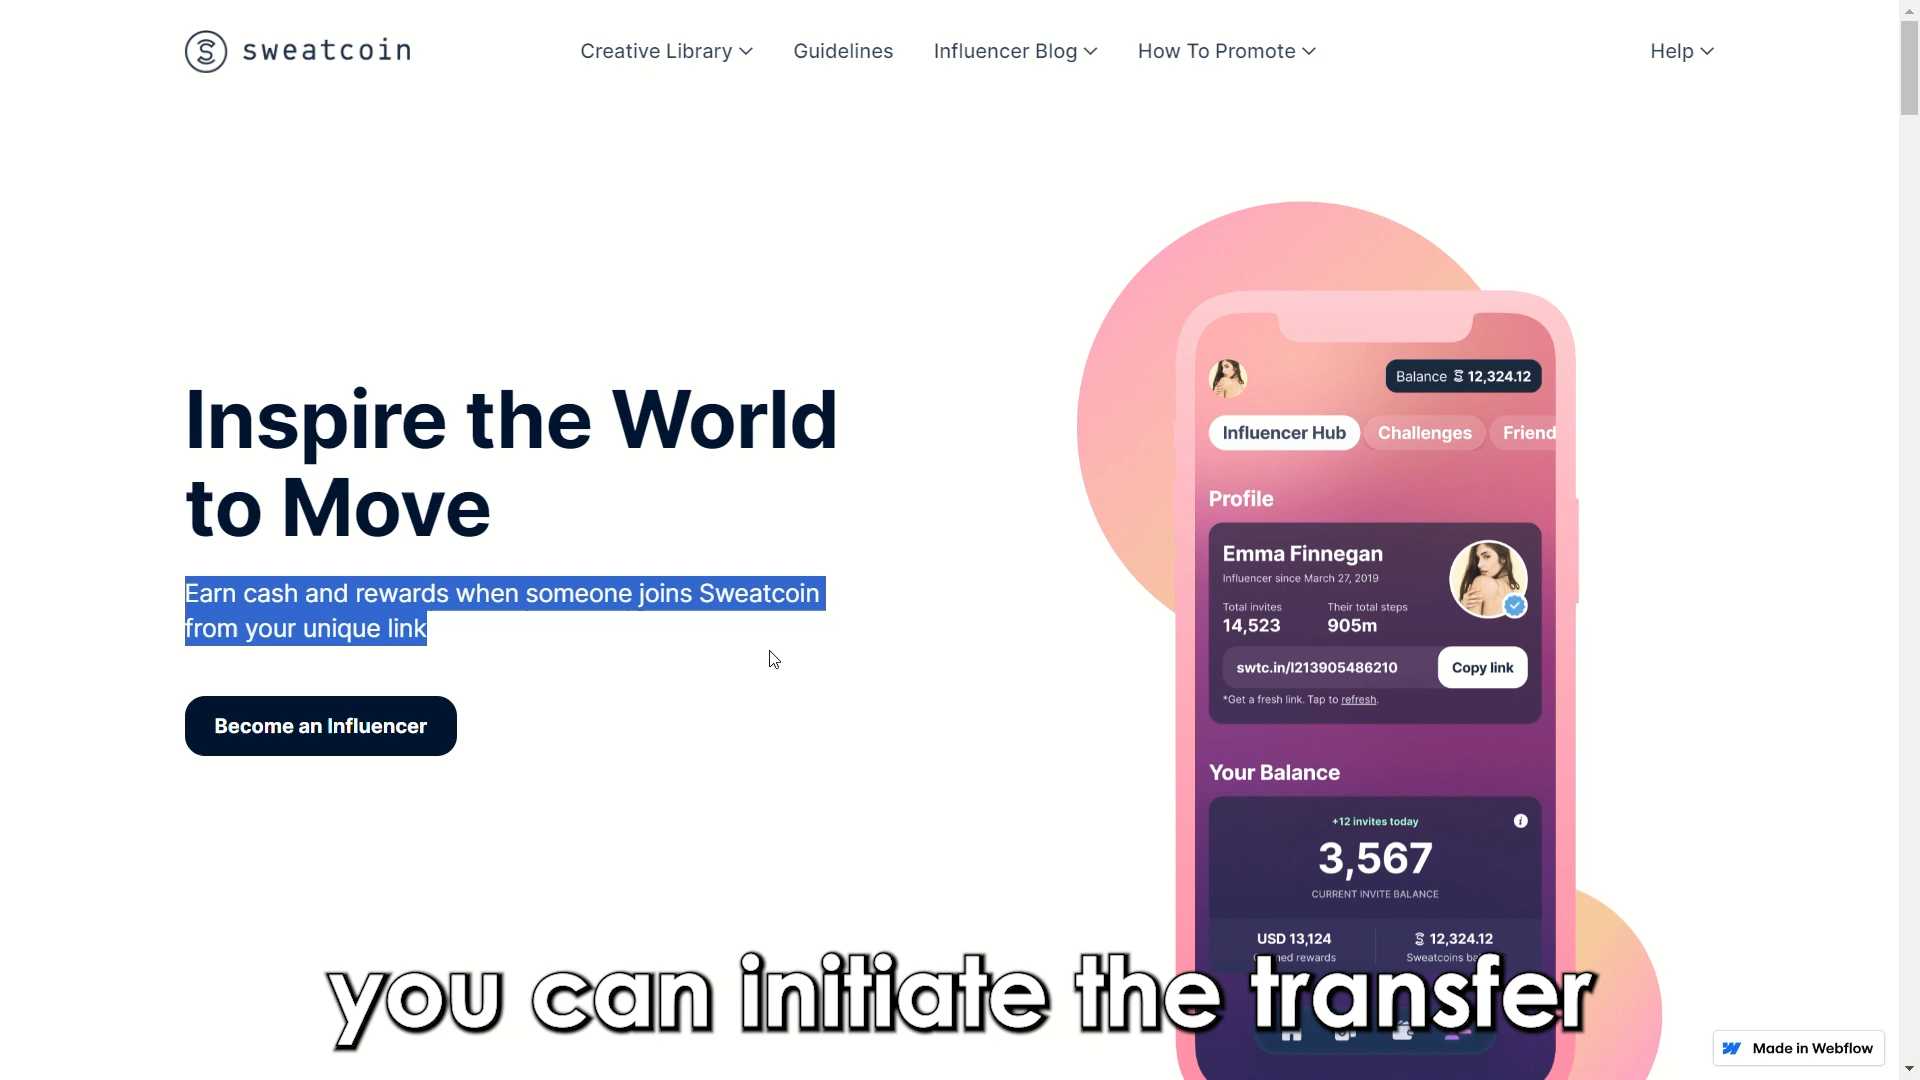 sweatcoin
Creative Library
Guidelines
Influencer Blog
How To Promote
Help
Inspire the World
to Move
Earn cash and rewards when someone joins Sweatcoin
from your unique link
Become an Influencer
Balance 12,324.12
Influencer Hub
Challenges
Friend
Profile
Emma Finnegan
Influencer since March 27, 2019
Total invites
Their total steps
14,523
905m
swtc.in/l213905486210
Copy link
*Get a fresh link. Tap to refresh.
Your Balance
+12 invites today
3,567
CURRENT INVITE BALANCE
USD 13,124
12,324.12
rewards
Sweatcoins
you can initiate the transfer
Made in Webflow